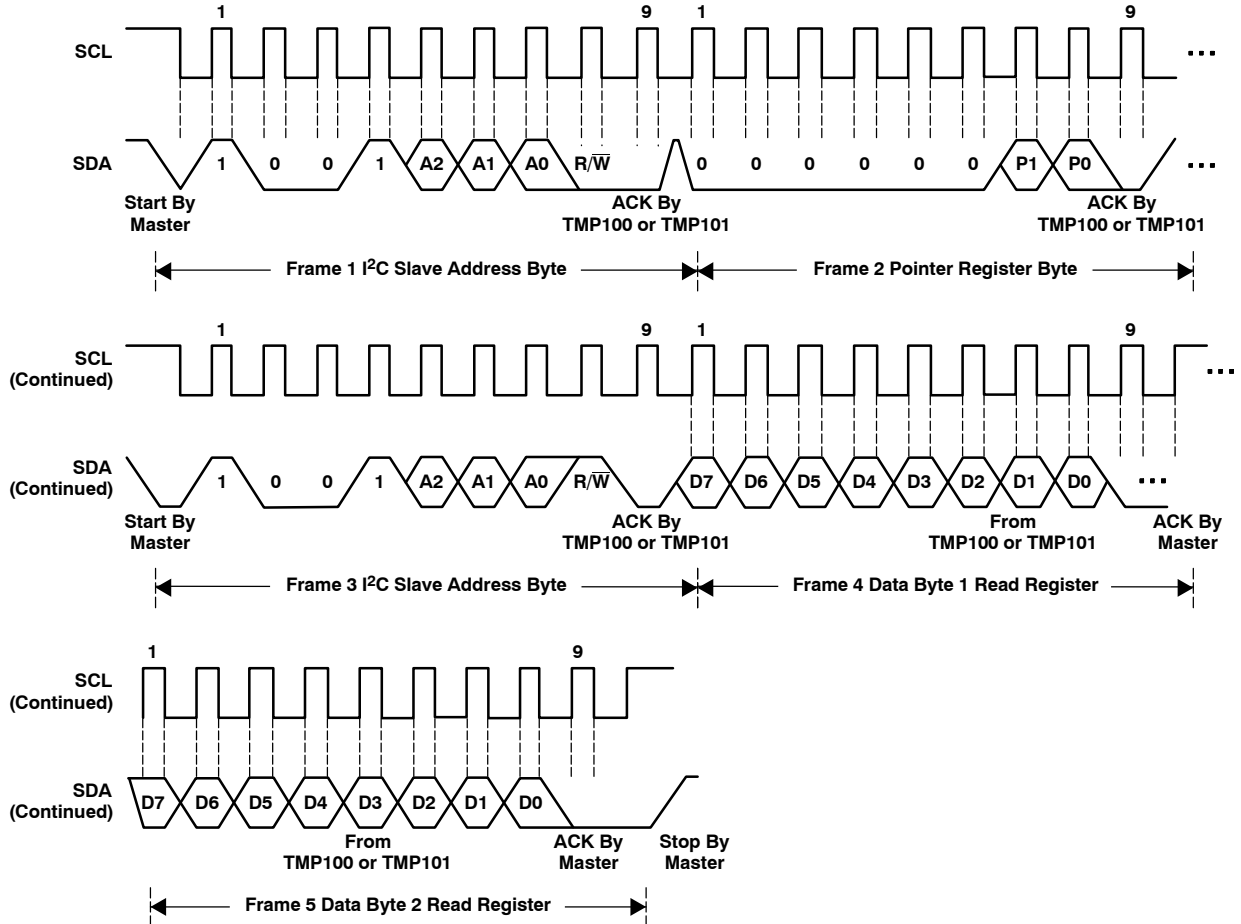 1 9 1 9
SCL ...
SDA 1 0 0 1 A2 A1 A0 R/W̅ 0 0 0 0 0 0 P1 P0 ...
Start By
Master
ACK By
TMP100 or TMP101
ACK By
TMP100 or TMP101
Frame 1 I²C Slave Address Byte
Frame 2 Pointer Register Byte
1 9 1 9
SCL
(Continued)
...
SDA
(Continued)
1 0 0 1 A2 A1 A0 R/W̅ D7 D6 D5 D4 D3 D2 D1 D0 ...
Start By
Master
ACK By
TMP100 or TMP101
From
TMP100 or TMP101
ACK By
Master
Frame 3 I²C Slave Address Byte
Frame 4 Data Byte 1 Read Register
1 9
SCL
(Continued)
SDA
(Continued)
D7 D6 D5 D4 D3 D2 D1 D0
From
TMP100 or TMP101
ACK By
Master
Stop By
Master
Frame 5 Data Byte 2 Read Register